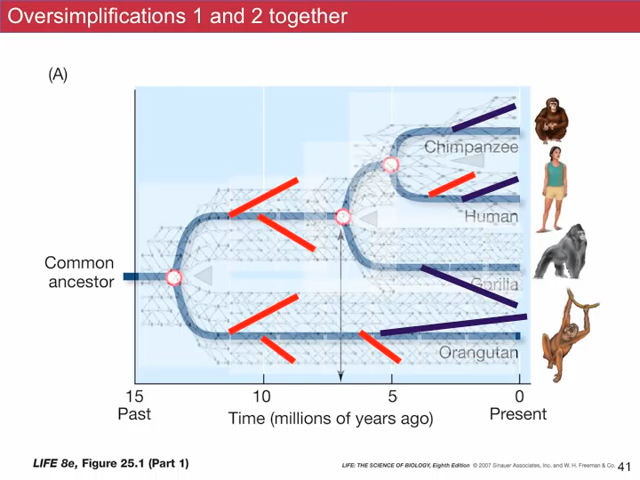 Oversimplifications 1 and 2 together
(A)
Chimpanzee
Human
Common
ancestor
Gorilla
Orangutan
15
10
5
0
Past
Time (millions of years ago)
Present
LIFE 8e, Figure 25.1 (Part 1)
LIFE: THE SCIENCE OF BIOLOGY, Eighth Edition © 2007 Sinauer Associates, Inc. and W. H. Freeman & Co.
41